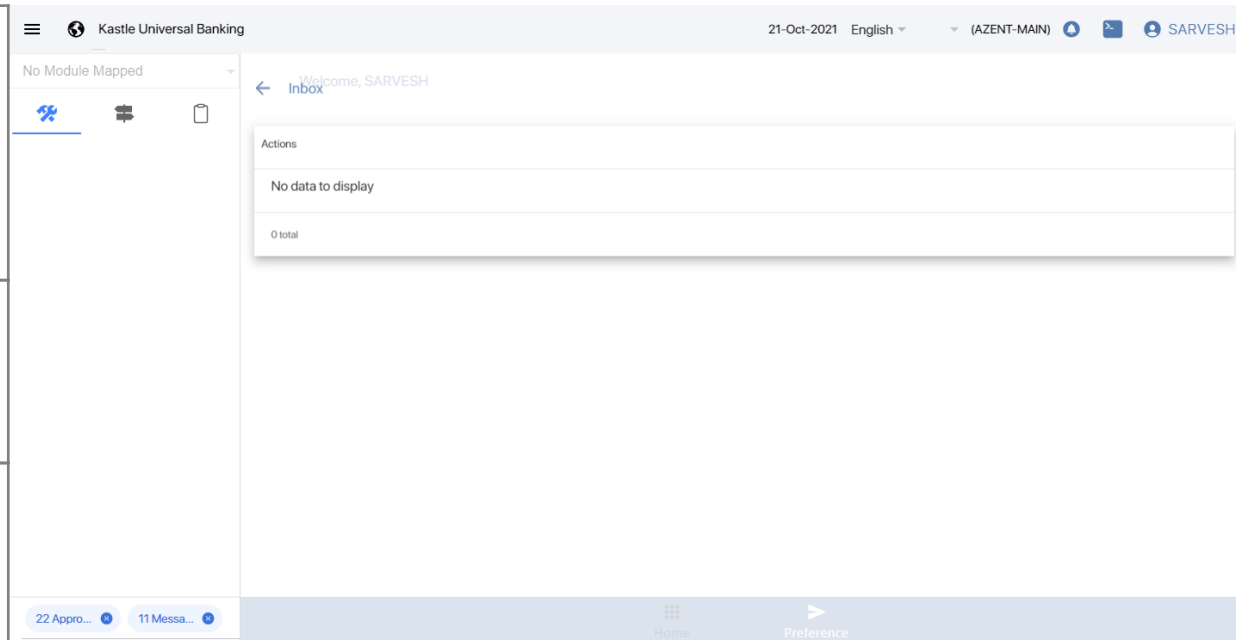 Kastle Universal Banking
21-Oct-2021 English (AZENT-MAIN) SARVESH
No Module Mapped
Welcome, SARVESH
Inbox
Actions
No data to display
0 total
22 Appro... 11 Messa...
Home Preference